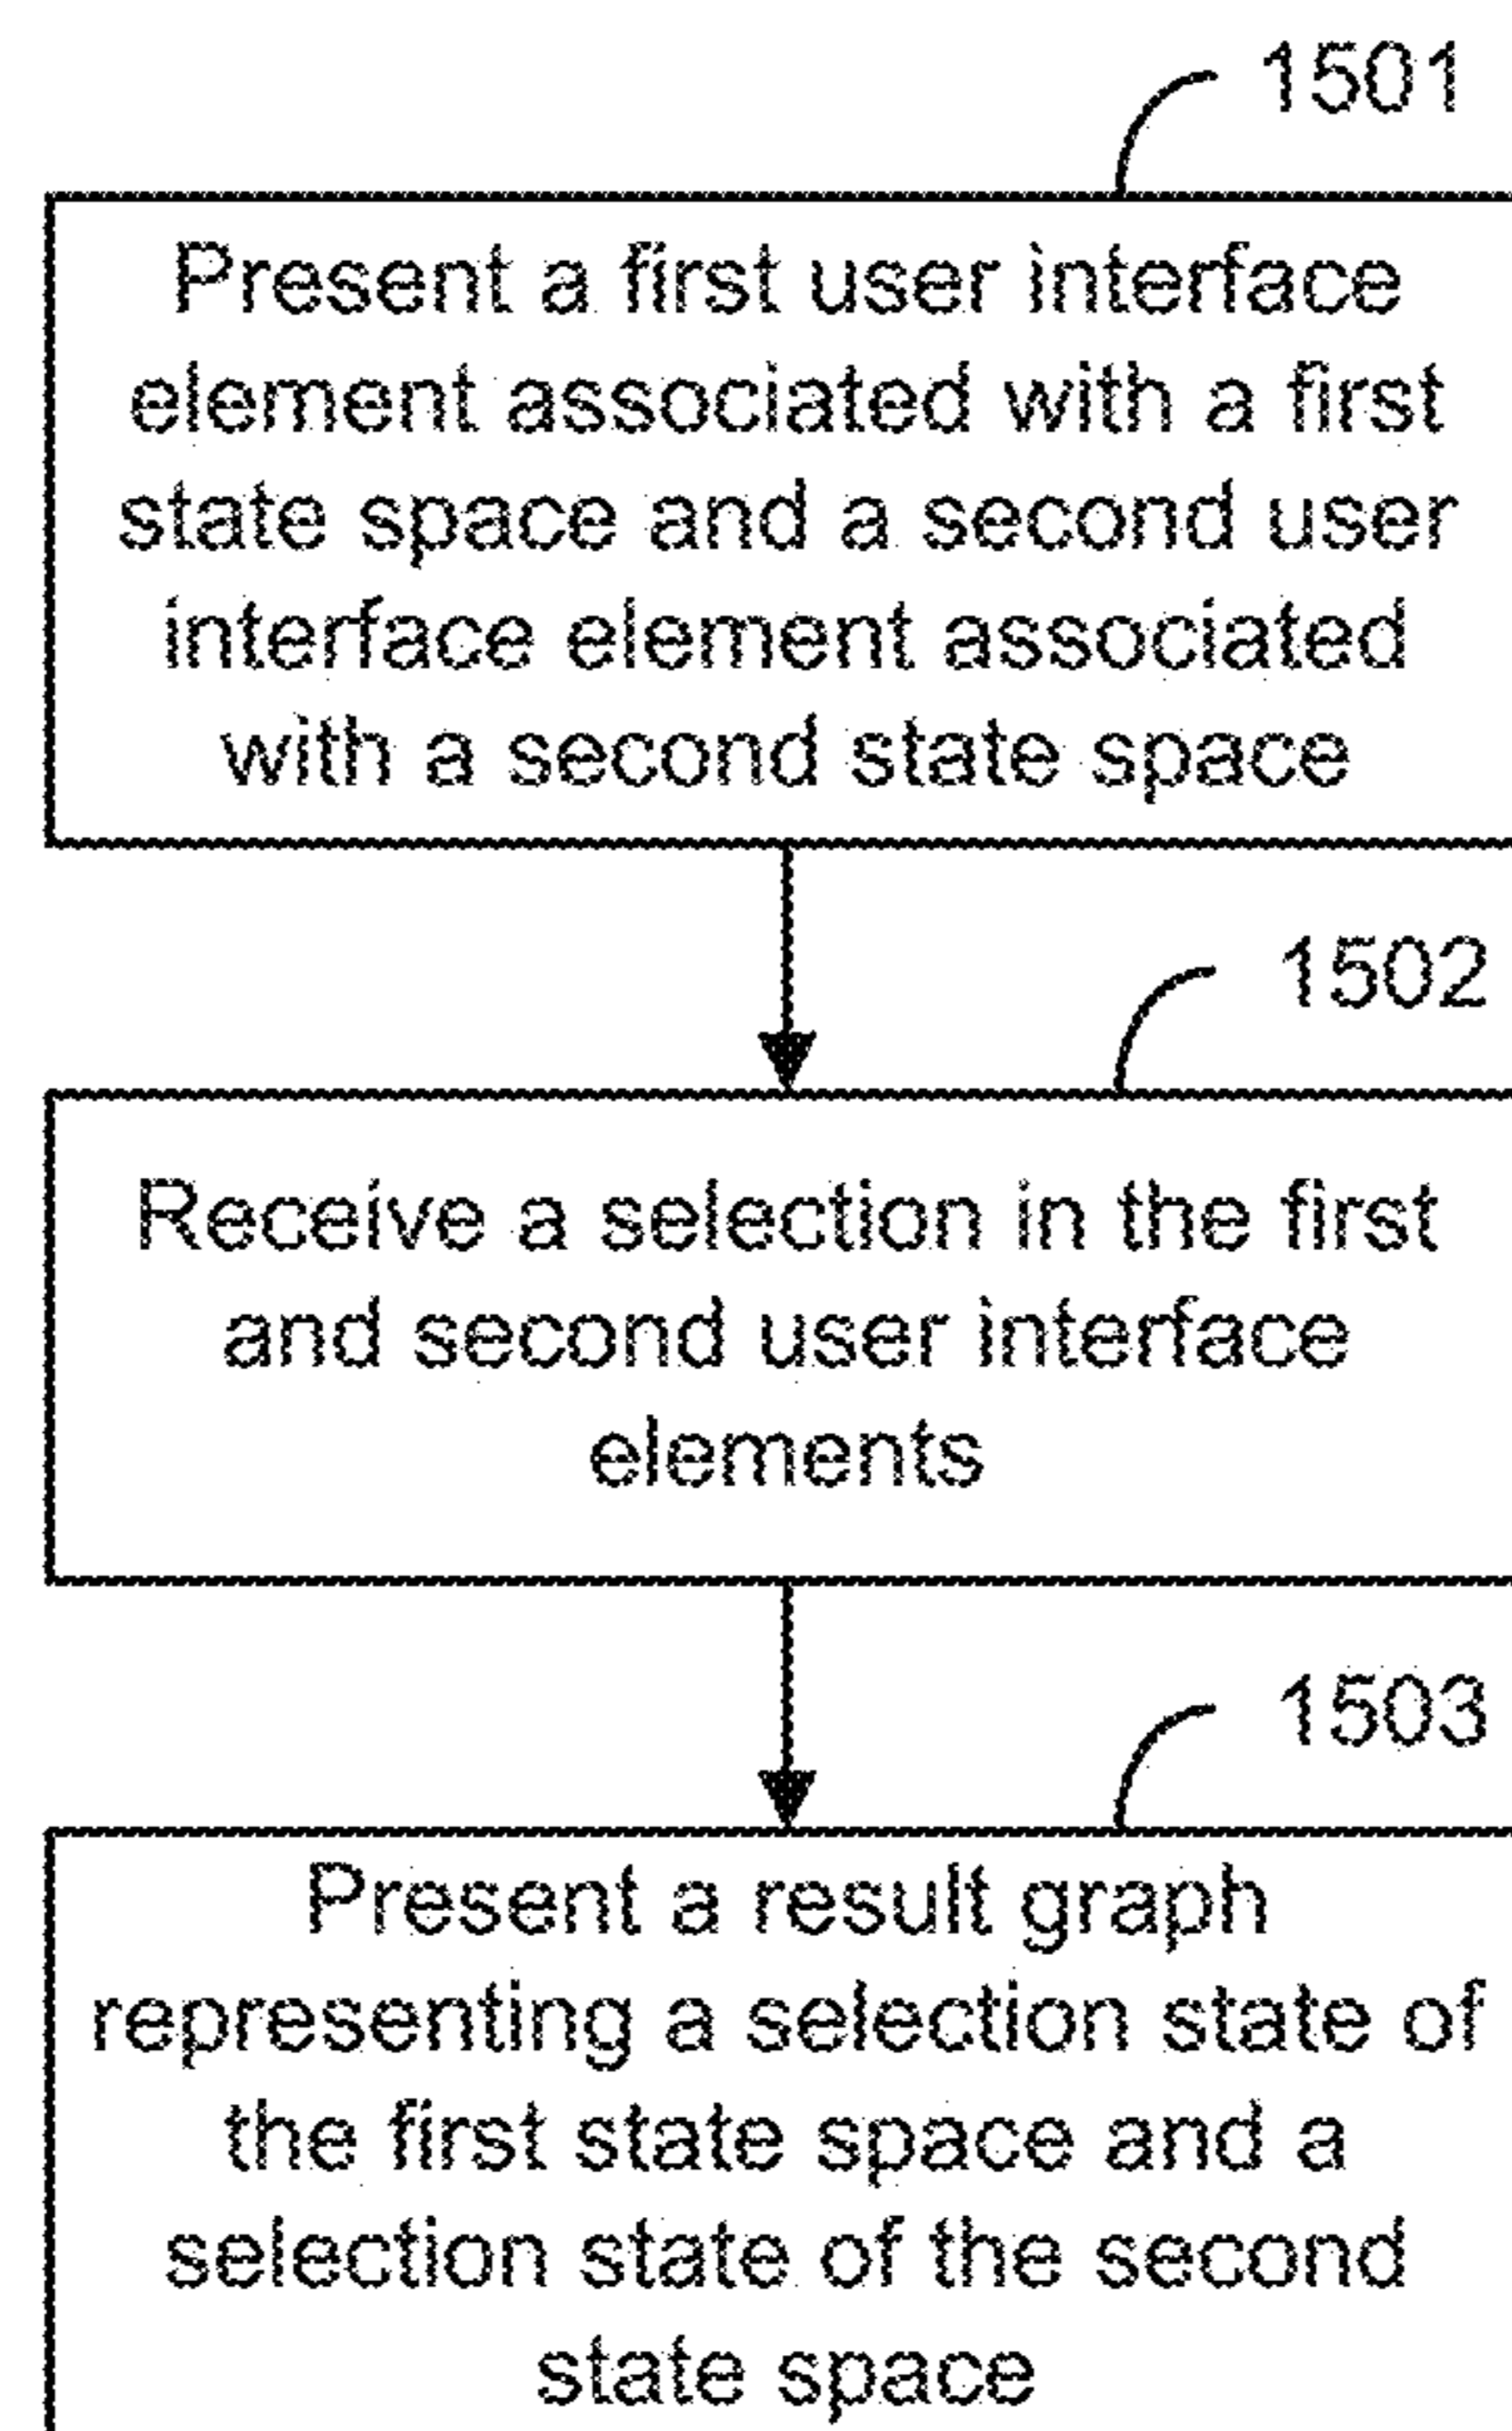 1501
Present a first user interface
element associated with a first
state space and a second user
interface element associated
with a second state space
1502
Receive a selection in the first
and second user interface
elements
1503
Present a result graph
representing a selection state of
the first state space and a
selection state of the second
state space